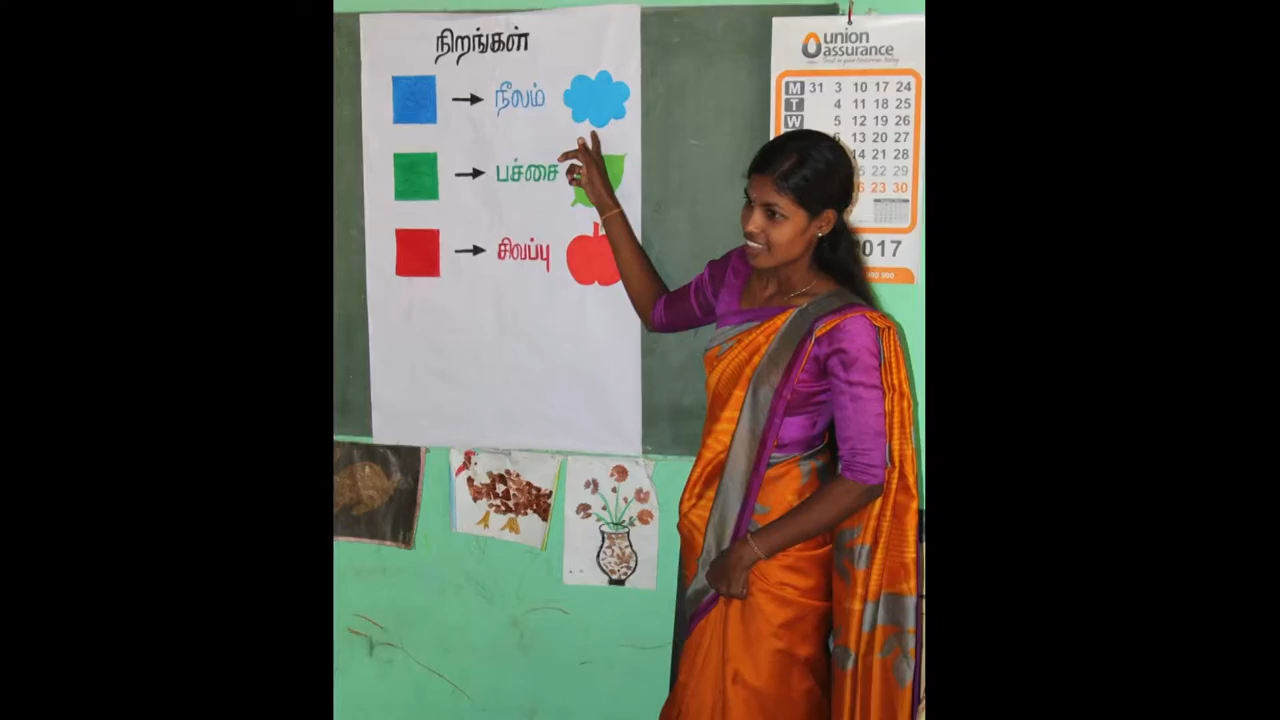 நிறங்கள்
நீலம்
பச்சை
சிவப்பு
union
assurance
M 31 3 10 17 24
T 4 11 18 25
W 5 12 19 26
13 20 27
14 21 28
22 29
23 30
2017